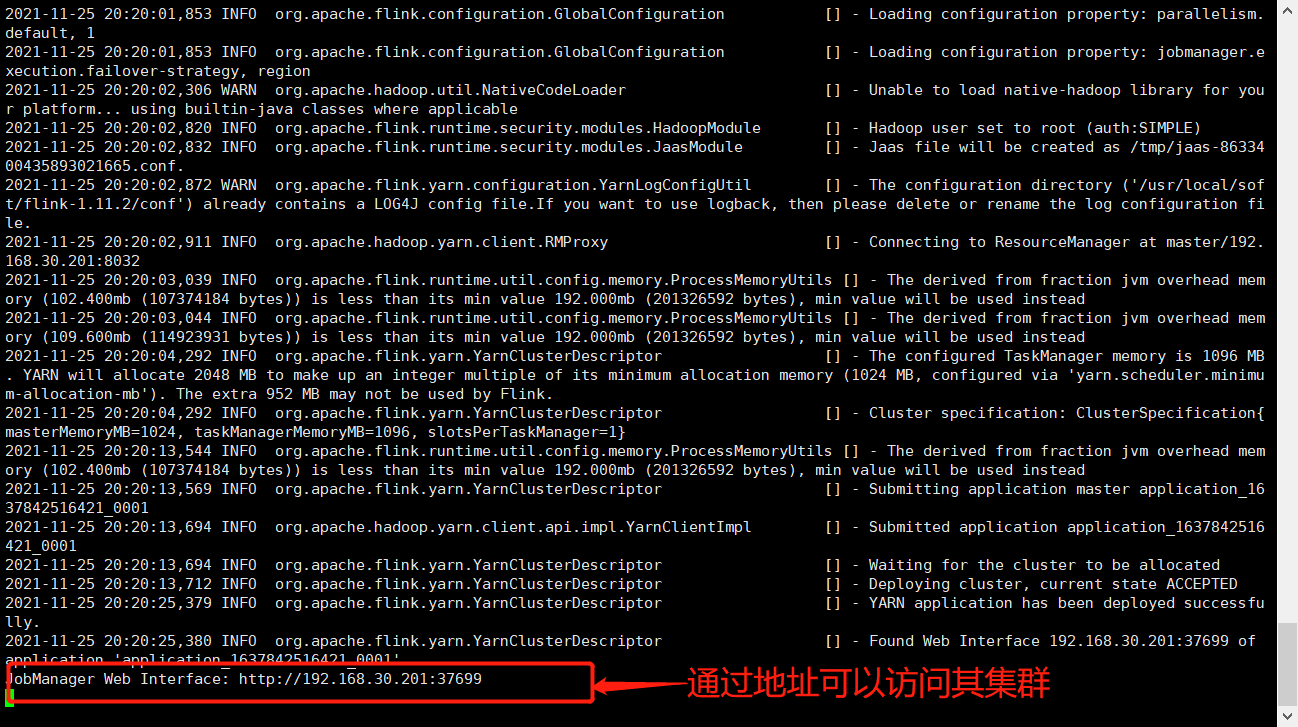 2021-11-25 20:20:01,853 INFO  org.apache.flink.configuration.GlobalConfiguration           [] - Loading configuration property: parallelism.
default, 1
2021-11-25 20:20:01,853 INFO  org.apache.flink.configuration.GlobalConfiguration           [] - Loading configuration property: jobmanager.e
xecution.failover-strategy, region
2021-11-25 20:20:02,306 WARN  org.apache.hadoop.util.NativeCodeLoader                      [] - Unable to load native-hadoop library for you
r platform... using builtin-java classes where applicable
2021-11-25 20:20:02,820 INFO  org.apache.flink.runtime.security.modules.HadoopModule       [] - Hadoop user set to root (auth:SIMPLE)
2021-11-25 20:20:02,832 INFO  org.apache.flink.runtime.security.modules.JaasModule         [] - Jaas file will be created as /tmp/jaas-86334
00435893021665.conf.
2021-11-25 20:20:02,872 WARN  org.apache.flink.yarn.configuration.YarnLogConfigUtil        [] - The configuration directory ('/usr/local/sof
t/flink-1.11.2/conf') already contains a LOG4J config file.If you want to use logback, then please delete or rename the log configuration fi
le.
2021-11-25 20:20:02,911 INFO  org.apache.hadoop.yarn.client.RMProxy                        [] - Connecting to ResourceManager at master/192.
168.30.201:8032
2021-11-25 20:20:03,039 INFO  org.apache.flink.runtime.util.config.memory.ProcessMemoryUtils [] - The derived from fraction jvm overhead mem
ory (102.400mb (107374184 bytes)) is less than its min value 192.000mb (201326592 bytes), min value will be used instead
2021-11-25 20:20:03,044 INFO  org.apache.flink.runtime.util.config.memory.ProcessMemoryUtils [] - The derived from fraction jvm overhead mem
ory (109.600mb (114923931 bytes)) is less than its min value 192.000mb (201326592 bytes), min value will be used instead
2021-11-25 20:20:04,292 INFO  org.apache.flink.yarn.YarnClusterDescriptor                  [] - The configured TaskManager memory is 1096 MB
. YARN will allocate 2048 MB to make up an integer multiple of its minimum allocation memory (1024 MB, configured via 'yarn.scheduler.minimu
m-allocation-mb'). The extra 952 MB may not be used by Flink.
2021-11-25 20:20:04,292 INFO  org.apache.flink.yarn.YarnClusterDescriptor                  [] - Cluster specification: ClusterSpecification{
masterMemoryMB=1024, taskManagerMemoryMB=1096, slotsPerTaskManager=1}
2021-11-25 20:20:13,544 INFO  org.apache.flink.runtime.util.config.memory.ProcessMemoryUtils [] - The derived from fraction jvm overhead mem
ory (102.400mb (107374184 bytes)) is less than its min value 192.000mb (201326592 bytes), min value will be used instead
2021-11-25 20:20:13,569 INFO  org.apache.flink.yarn.YarnClusterDescriptor                  [] - Submitting application master application_16
37842516421_0001
2021-11-25 20:20:13,694 INFO  org.apache.hadoop.yarn.client.api.impl.YarnClientImpl        [] - Submitted application application_1637842516
421_0001
2021-11-25 20:20:13,694 INFO  org.apache.flink.yarn.YarnClusterDescriptor                  [] - Waiting for the cluster to be allocated
2021-11-25 20:20:13,712 INFO  org.apache.flink.yarn.YarnClusterDescriptor                  [] - Deploying cluster, current state ACCEPTED
2021-11-25 20:20:25,379 INFO  org.apache.flink.yarn.YarnClusterDescriptor                  [] - YARN application has been deployed successfu
lly.
2021-11-25 20:20:25,380 INFO  org.apache.flink.yarn.YarnClusterDescriptor                  [] - Found Web Interface 192.168.30.201:37699 of
application 'application_1637842516421_0001'.
JobManager Web Interface: http://192.168.30.201:37699
通过地址可以访问其集群